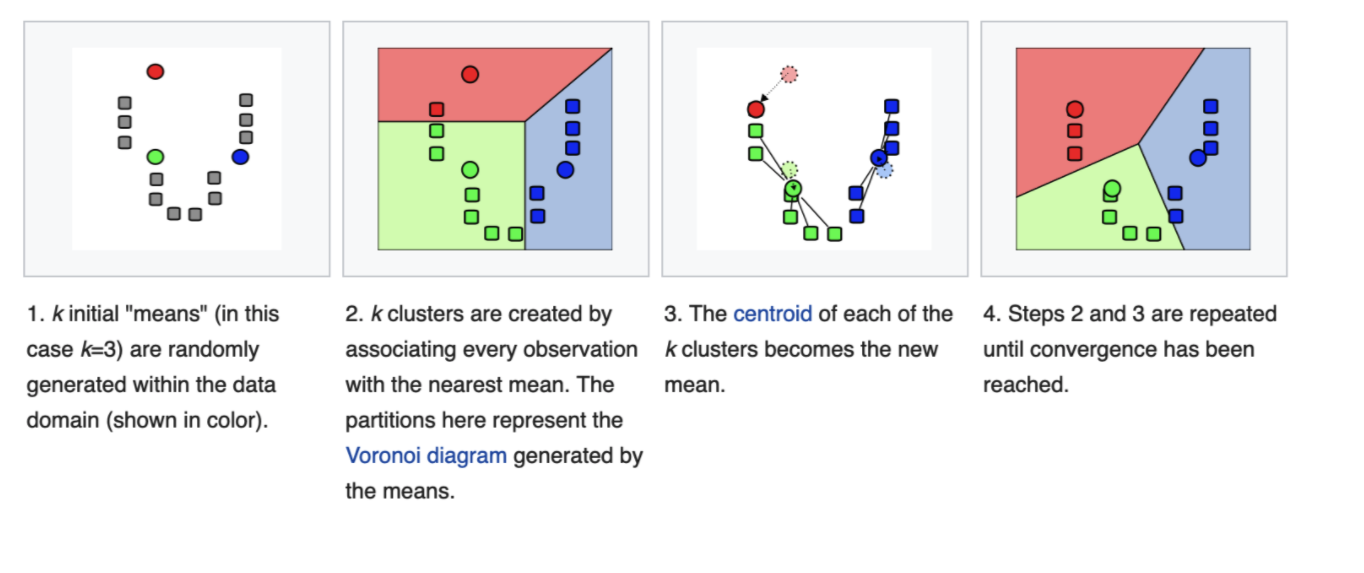 1. k initial "means" (in this
case k=3) are randomly
generated within the data
domain (shown in color).
2. k clusters are created by
associating every observation
with the nearest mean. The
partitions here represent the
Voronoi diagram generated by
the means.
3. The centroid of each of the
k clusters becomes the new
mean.
4. Steps 2 and 3 are repeated
until convergence has been
reached.